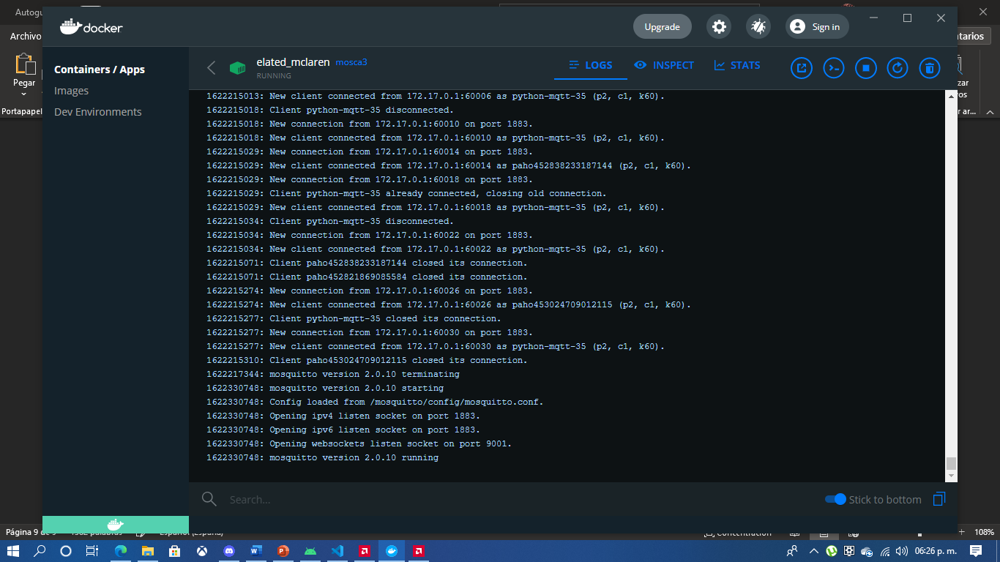 Autogu
docker
Upgrade
Sign in
Archivo
ntarios
Pegar
Portapapel
Containers / Apps
Images
Dev Environments
elated_mclaren mosca3
RUNNING
LOGS
INSPECT
STATS
1622215013: New client connected from 172.17.0.1:60006 as python-mqtt-35 (p2, c1, k60).
1622215018: Client python-mqtt-35 disconnected.
1622215018: New connection from 172.17.0.1:60010 on port 1883.
1622215018: New client connected from 172.17.0.1:60010 as python-mqtt-35 (p2, c1, k60).
1622215029: New connection from 172.17.0.1:60014 on port 1883.
1622215029: New client connected from 172.17.0.1:60014 as paho452838233187144 (p2, c1, k60).
1622215029: New connection from 172.17.0.1:60018 on port 1883.
1622215029: Client python-mqtt-35 already connected, closing old connection.
1622215029: New client connected from 172.17.0.1:60018 as python-mqtt-35 (p2, c1, k60).
1622215034: Client python-mqtt-35 disconnected.
1622215034: New connection from 172.17.0.1:60022 on port 1883.
1622215034: New client connected from 172.17.0.1:60022 as python-mqtt-35 (p2, c1, k60).
1622215071: Client paho452838233187144 closed its connection.
1622215071: Client paho452821869085584 closed its connection.
1622215274: New connection from 172.17.0.1:60026 on port 1883.
1622215274: New client connected from 172.17.0.1:60026 as paho453024709012115 (p2, c1, k60).
1622215277: Client python-mqtt-35 closed its connection.
1622215277: New connection from 172.17.0.1:60030 on port 1883.
1622215277: New client connected from 172.17.0.1:60030 as python-mqtt-35 (p2, c1, k60).
1622215310: Client paho453024709012115 closed its connection.
1622217344: mosquitto version 2.0.10 terminating
1622330748: mosquitto version 2.0.10 starting
1622330748: Config loaded from /mosquitto/config/mosquitto.conf.
1622330748: Opening ipv4 listen socket on port 1883.
1622330748: Opening ipv6 listen socket on port 1883.
1622330748: Opening websockets listen socket on port 9001.
1622330748: mosquitto version 2.0.10 running
zar
os
r ar...
Search...
Stick to bottom
Página 9 de 9
108%
06:26 p. m.